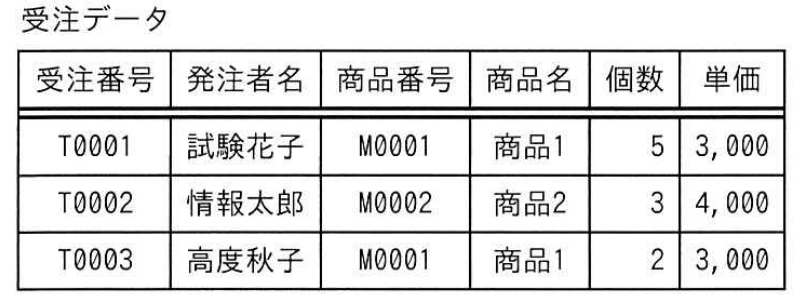 受注データ
受注番号 発注者名 商品番号 商品名 個数 単価
T0001 試験花子 M0001 商品1 5 3,000
T0002 情報太郎 M0002 商品2 3 4,000
T0003 高度秋子 M0001 商品1 2 3,000